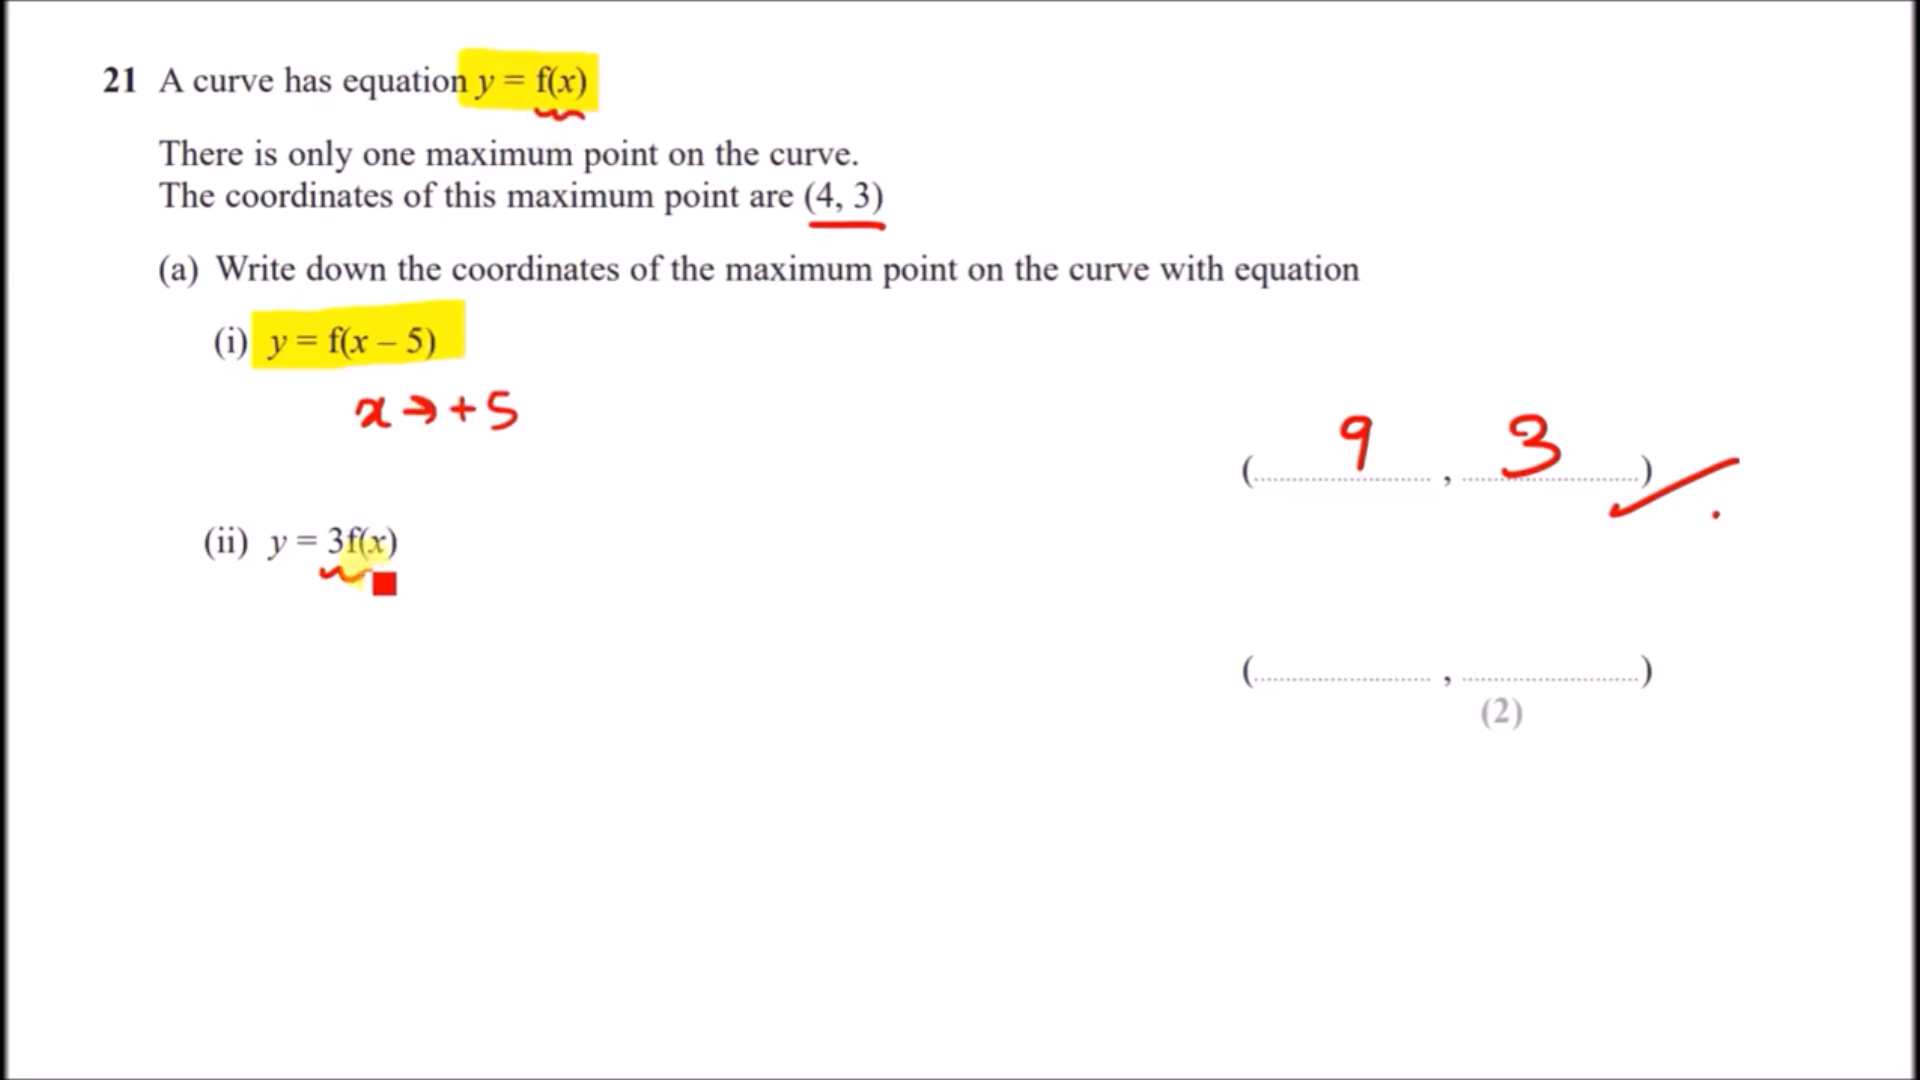 21 A curve has equation y = f(x)
There is only one maximum point on the curve.
The coordinates of this maximum point are (4, 3)
(a) Write down the coordinates of the maximum point on the curve with equation
(i) y = f(x – 5)
x → + 5
(........ 9 ........ , ........ 3 ........)
(ii) y = 3f(x)
(........................ , ........................)
(2)